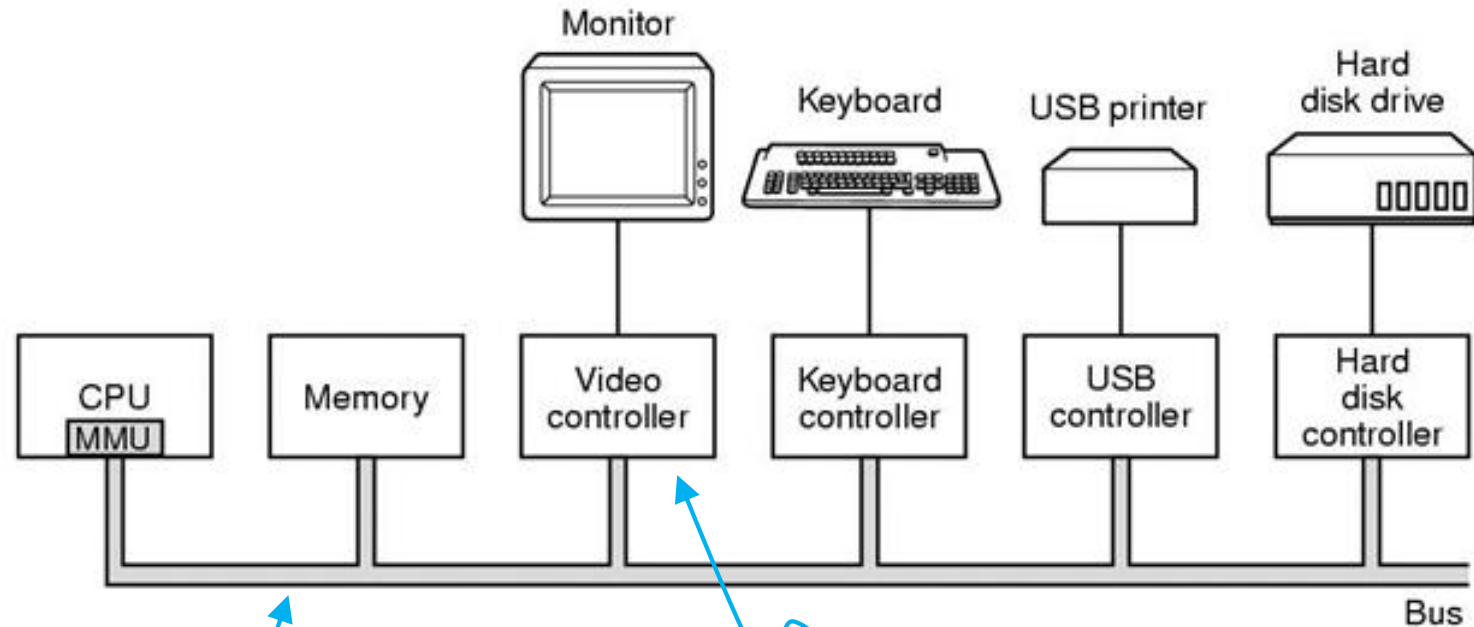 Monitor
Keyboard
USB printer
Hard
disk drive
CPU
MMU
Memory
Video
controller
Keyboard
controller
USB
controller
Hard
disk
controller
Bus